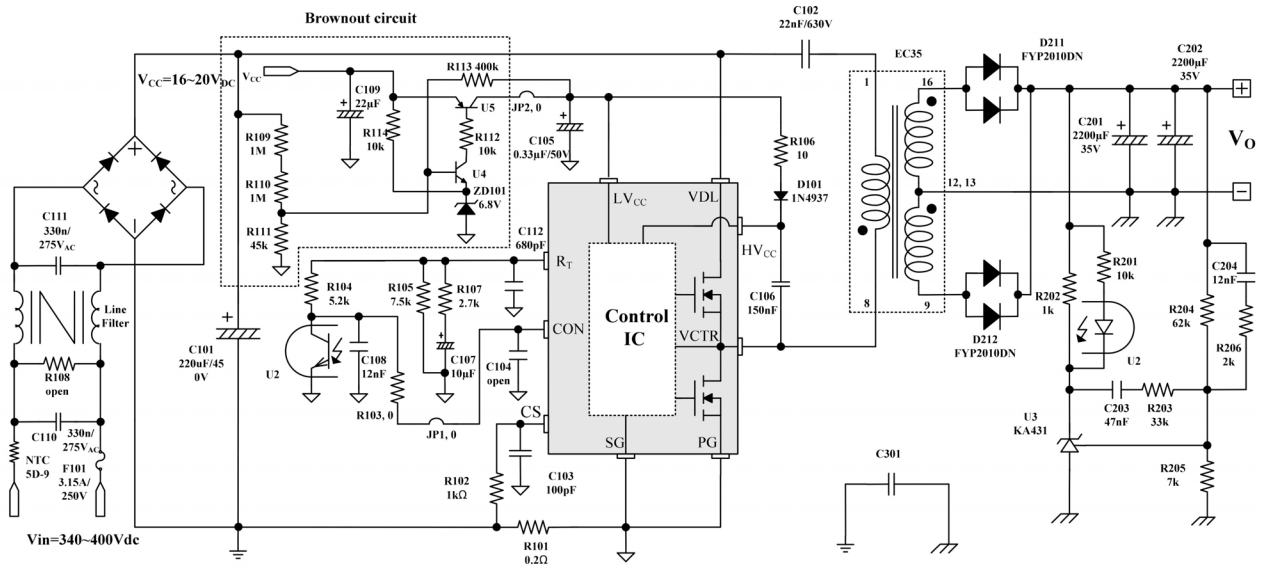 Brownout circuit
C102
22nF/630V
V_CC=16~20V_DC
V_CC
C109
22μF
R113 400k
U5
JP2, 0
R114
10k
R112
10k
C105
0.33μF/50V
R109
1M
R110
1M
R111
45k
U4
ZD101
6.8V
R106
10
D101
1N4937
EC35
1
16
12, 13
8
9
D211
FYP2010DN
C202
2200μF
35V
C201
2200μF
35V
+
V_O
−
D212
FYP2010DN
C111
330n/
275V_AC
Line
Filter
R108
open
C110
330n/
275V_AC
NTC
5D-9
F101
3.15A/
250V
Vin=340~400Vdc
C101
220uF/45
0V
R104
5.2k
R105
7.5k
R107
2.7k
C112
680pF
U2
C108
12nF
C107
10μF
C104
open
R103, 0
JP1, 0
LV_CC
VDL
HV_CC
R_T
CON
Control
IC
VCTR
CS
SG
PG
C106
150nF
R102
1kΩ
C103
100pF
R101
0.2Ω
R201
10k
R202
1k
U2
C204
12nF
R204
62k
R206
2k
C203
47nF
R203
33k
U3
KA431
R205
7k
C301